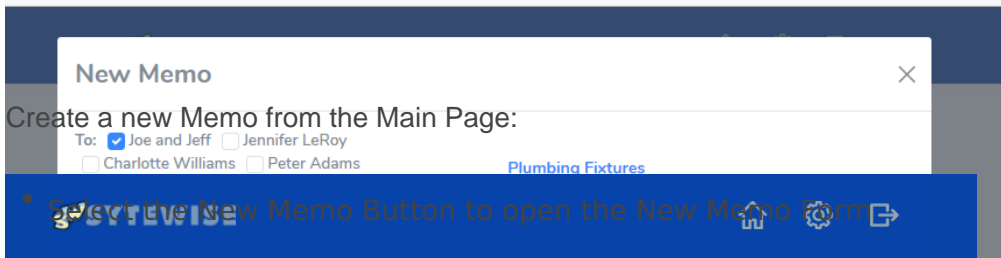 New Memo
Create a new Memo from the Main Page:
To: Joe and Jeff Jennifer LeRoy
Charlotte Williams Peter Adams
Plumbing Fixtures
• Select the New Memo Button to open the New Memo Form